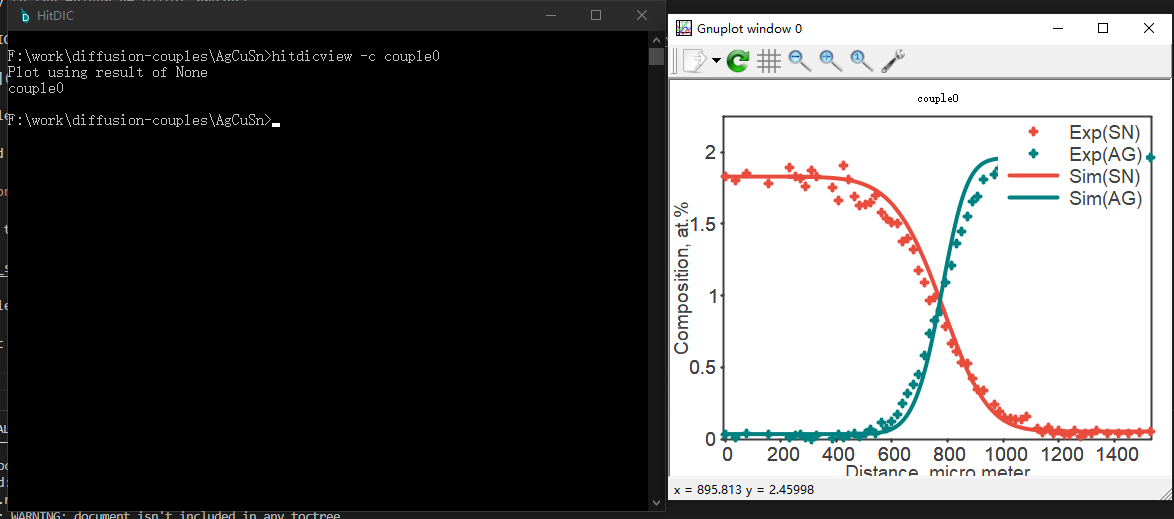 HitDIC
F:\work\diffusion-couples\AgCuSn>hitdicview -c couple0
Plot using result of None
couple0
F:\work\diffusion-couples\AgCuSn>
Gnuplot window 0
couple0
Exp(SN)
Exp(AG)
Sim(SN)
Sim(AG)
2
1.5
1
0.5
0
Composition, at.%
0 200 400 600 800 1000 1200 1400
Distance, micro meter
x = 895.813 y = 2.45998
: WARNING: document isn't included in any toctree